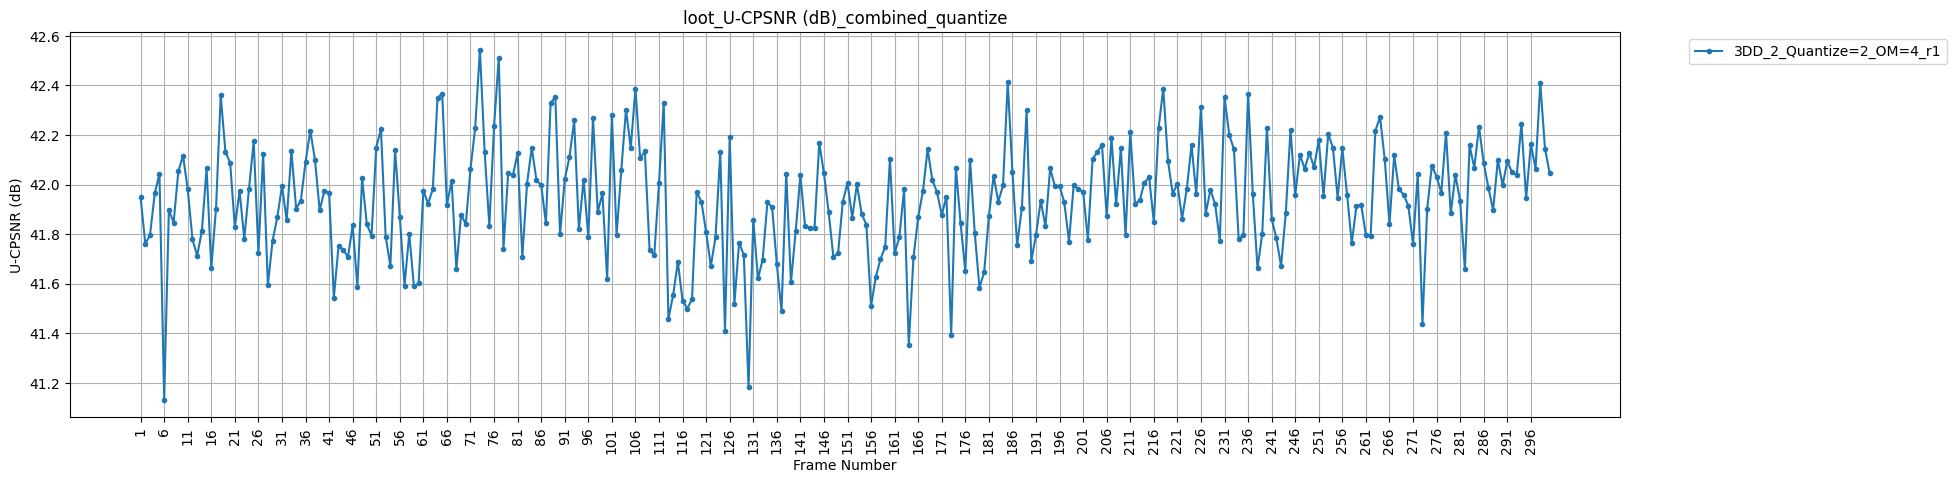 loot_U-CPSNR (dB)_combined_quantize
3DD_2_Quantize=2_OM=4_r1
U-CPSNR (dB)
42.6
42.4
42.2
42.0
41.8
41.6
41.4
41.2
1 6 11 16 21 26 31 36 41 46 51 56 61 66 71 76 81 86 91 96 101 106 111 116 121 126 131 136 141 146 151 156 161 166 171 176 181 186 191 196 201 206 211 216 221 226 231 236 241 246 251 256 261 266 271 276 281 286 291 296
Frame Number